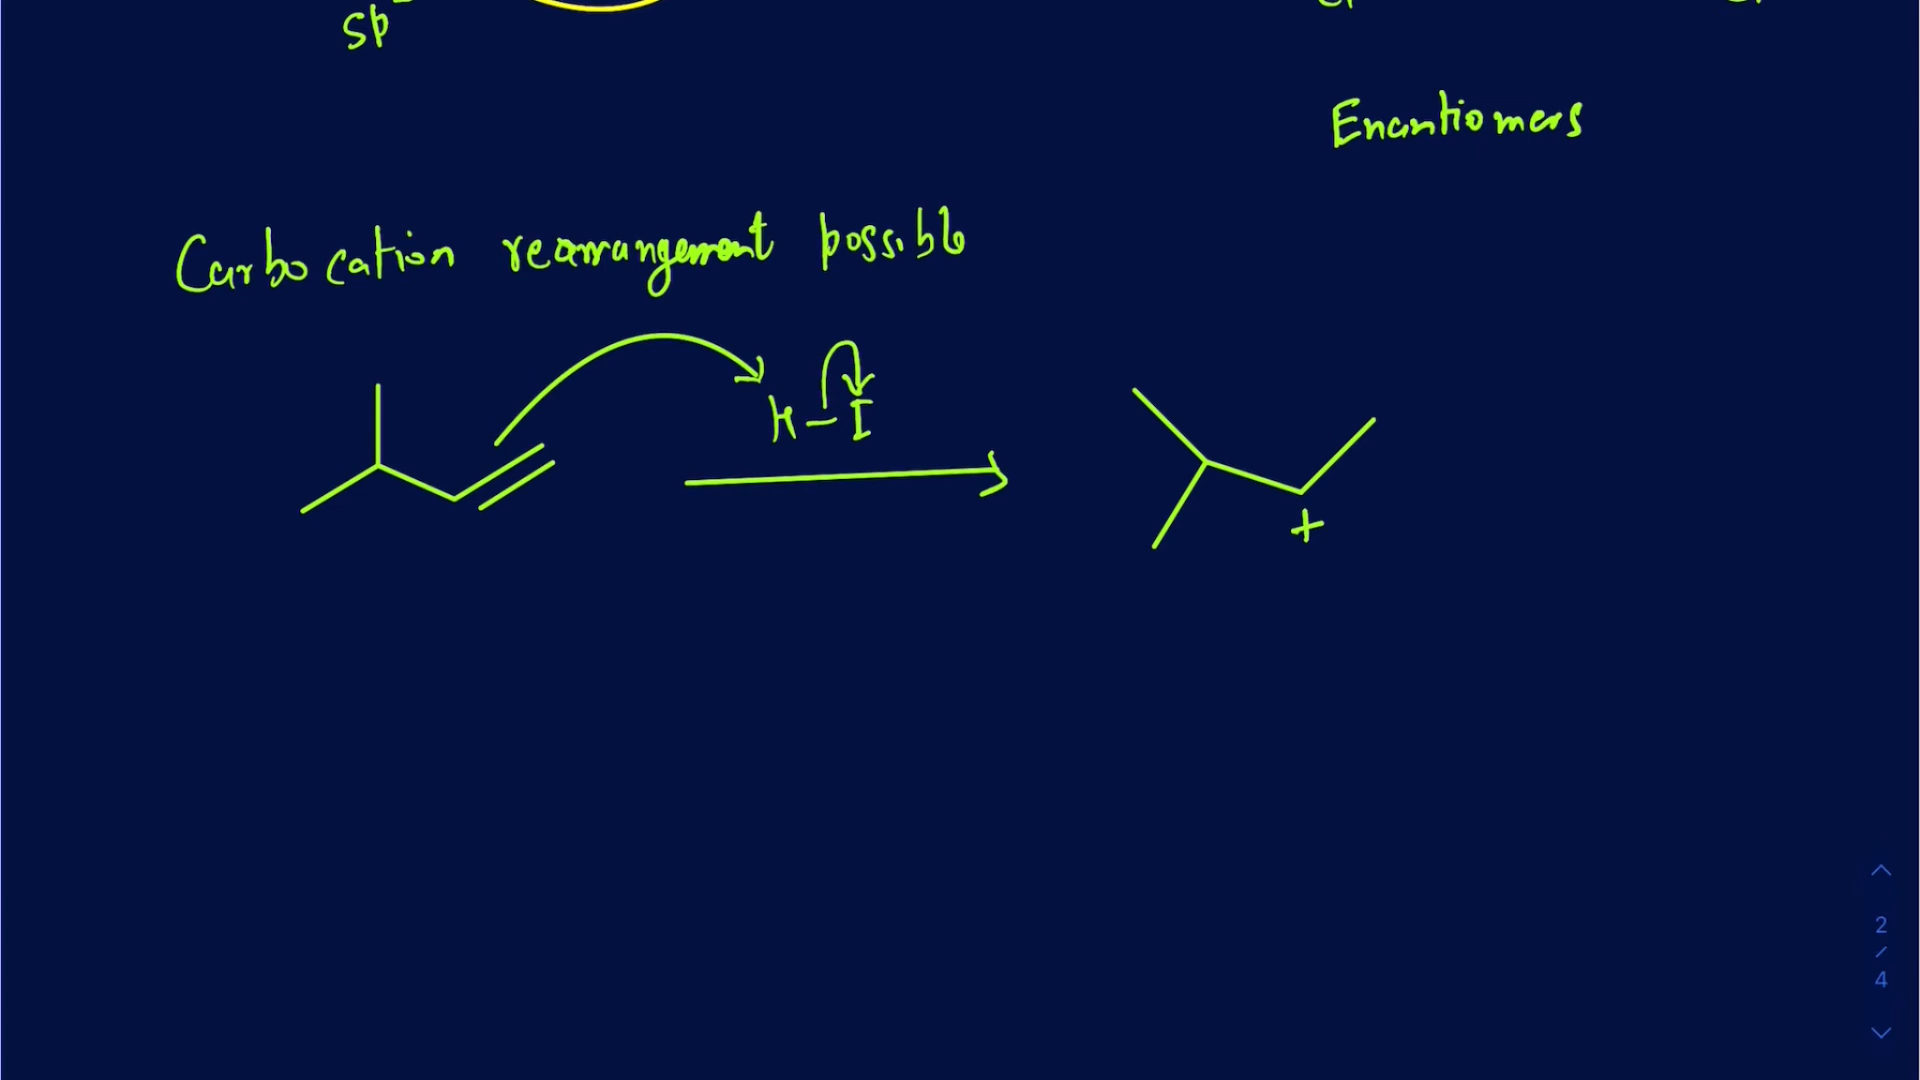 sp
Enantiomers
Carbocation rearrangement possible
H-I
+
2
/
4